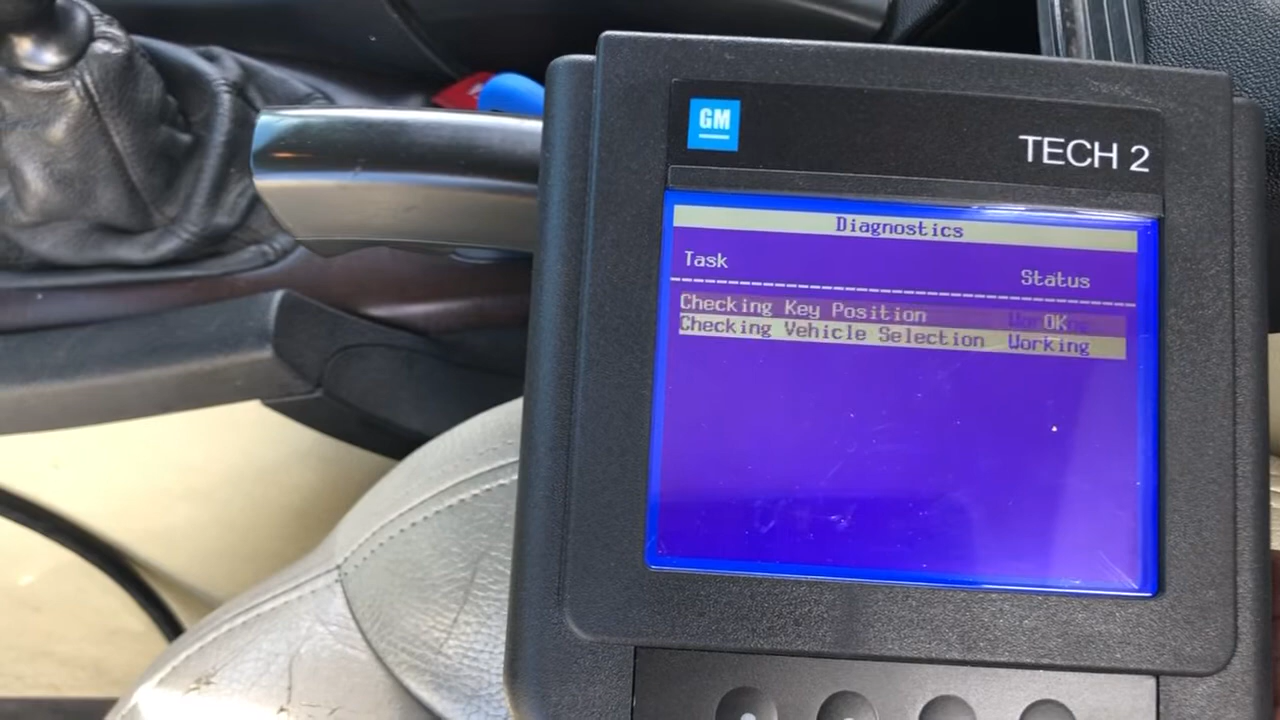 GM
TECH 2
Diagnostics
Task Status
Checking Key Position OK
Checking Vehicle Selection Working